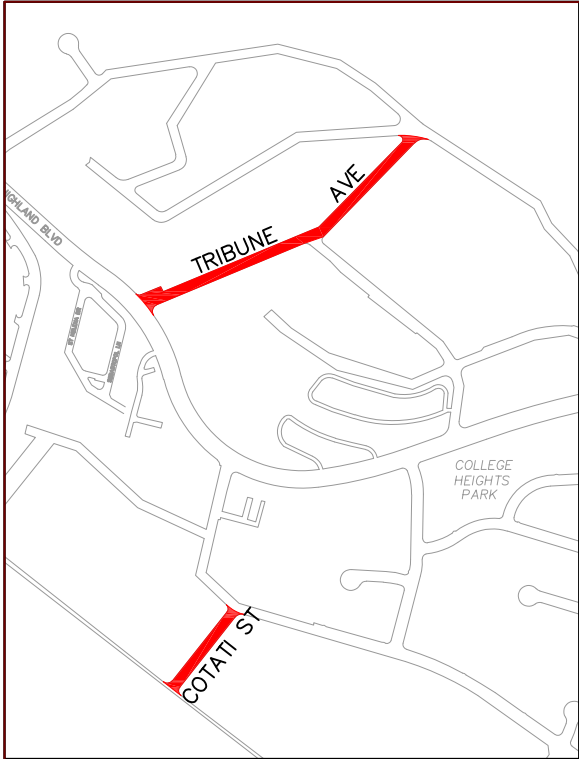 TRIBUNE AVE
HIGHLAND BLVD
COLLEGE
HEIGHTS
PARK
COTATI ST